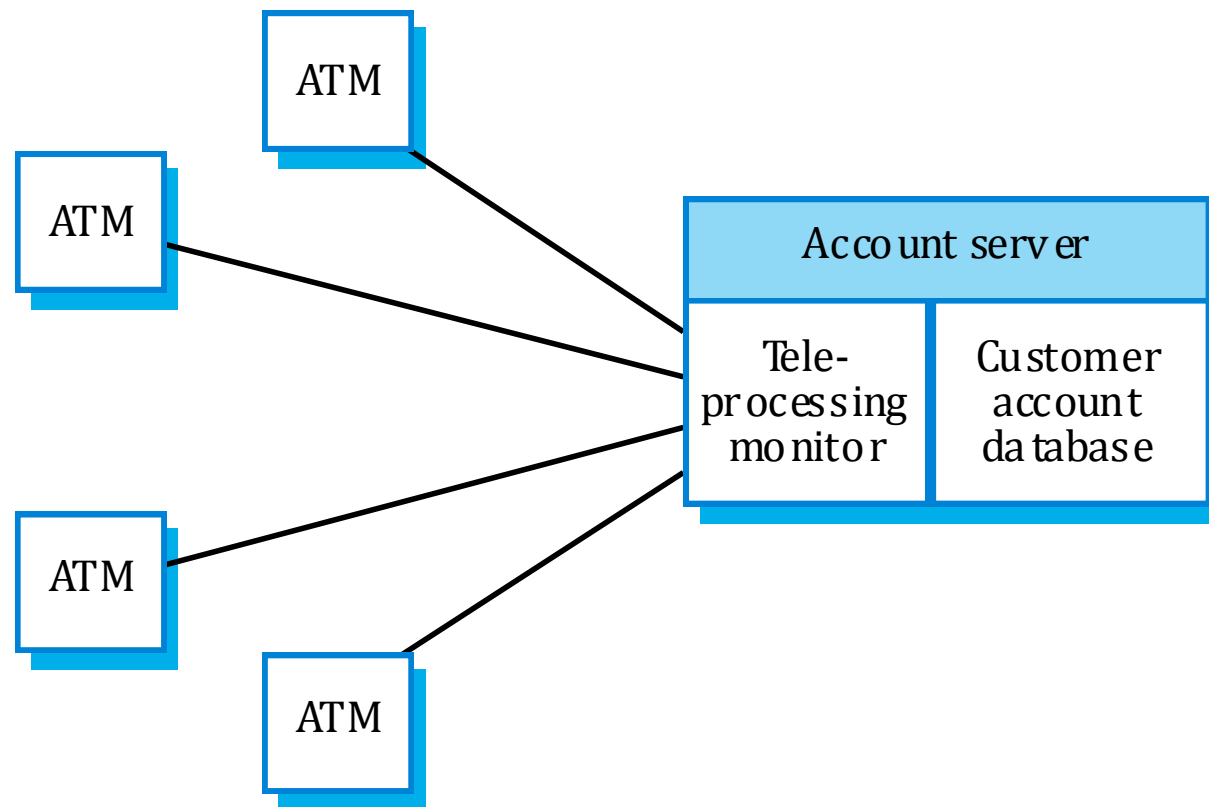 ATM
ATM
Account server
Tele-
processing
monitor
Customer
account
database
ATM
ATM